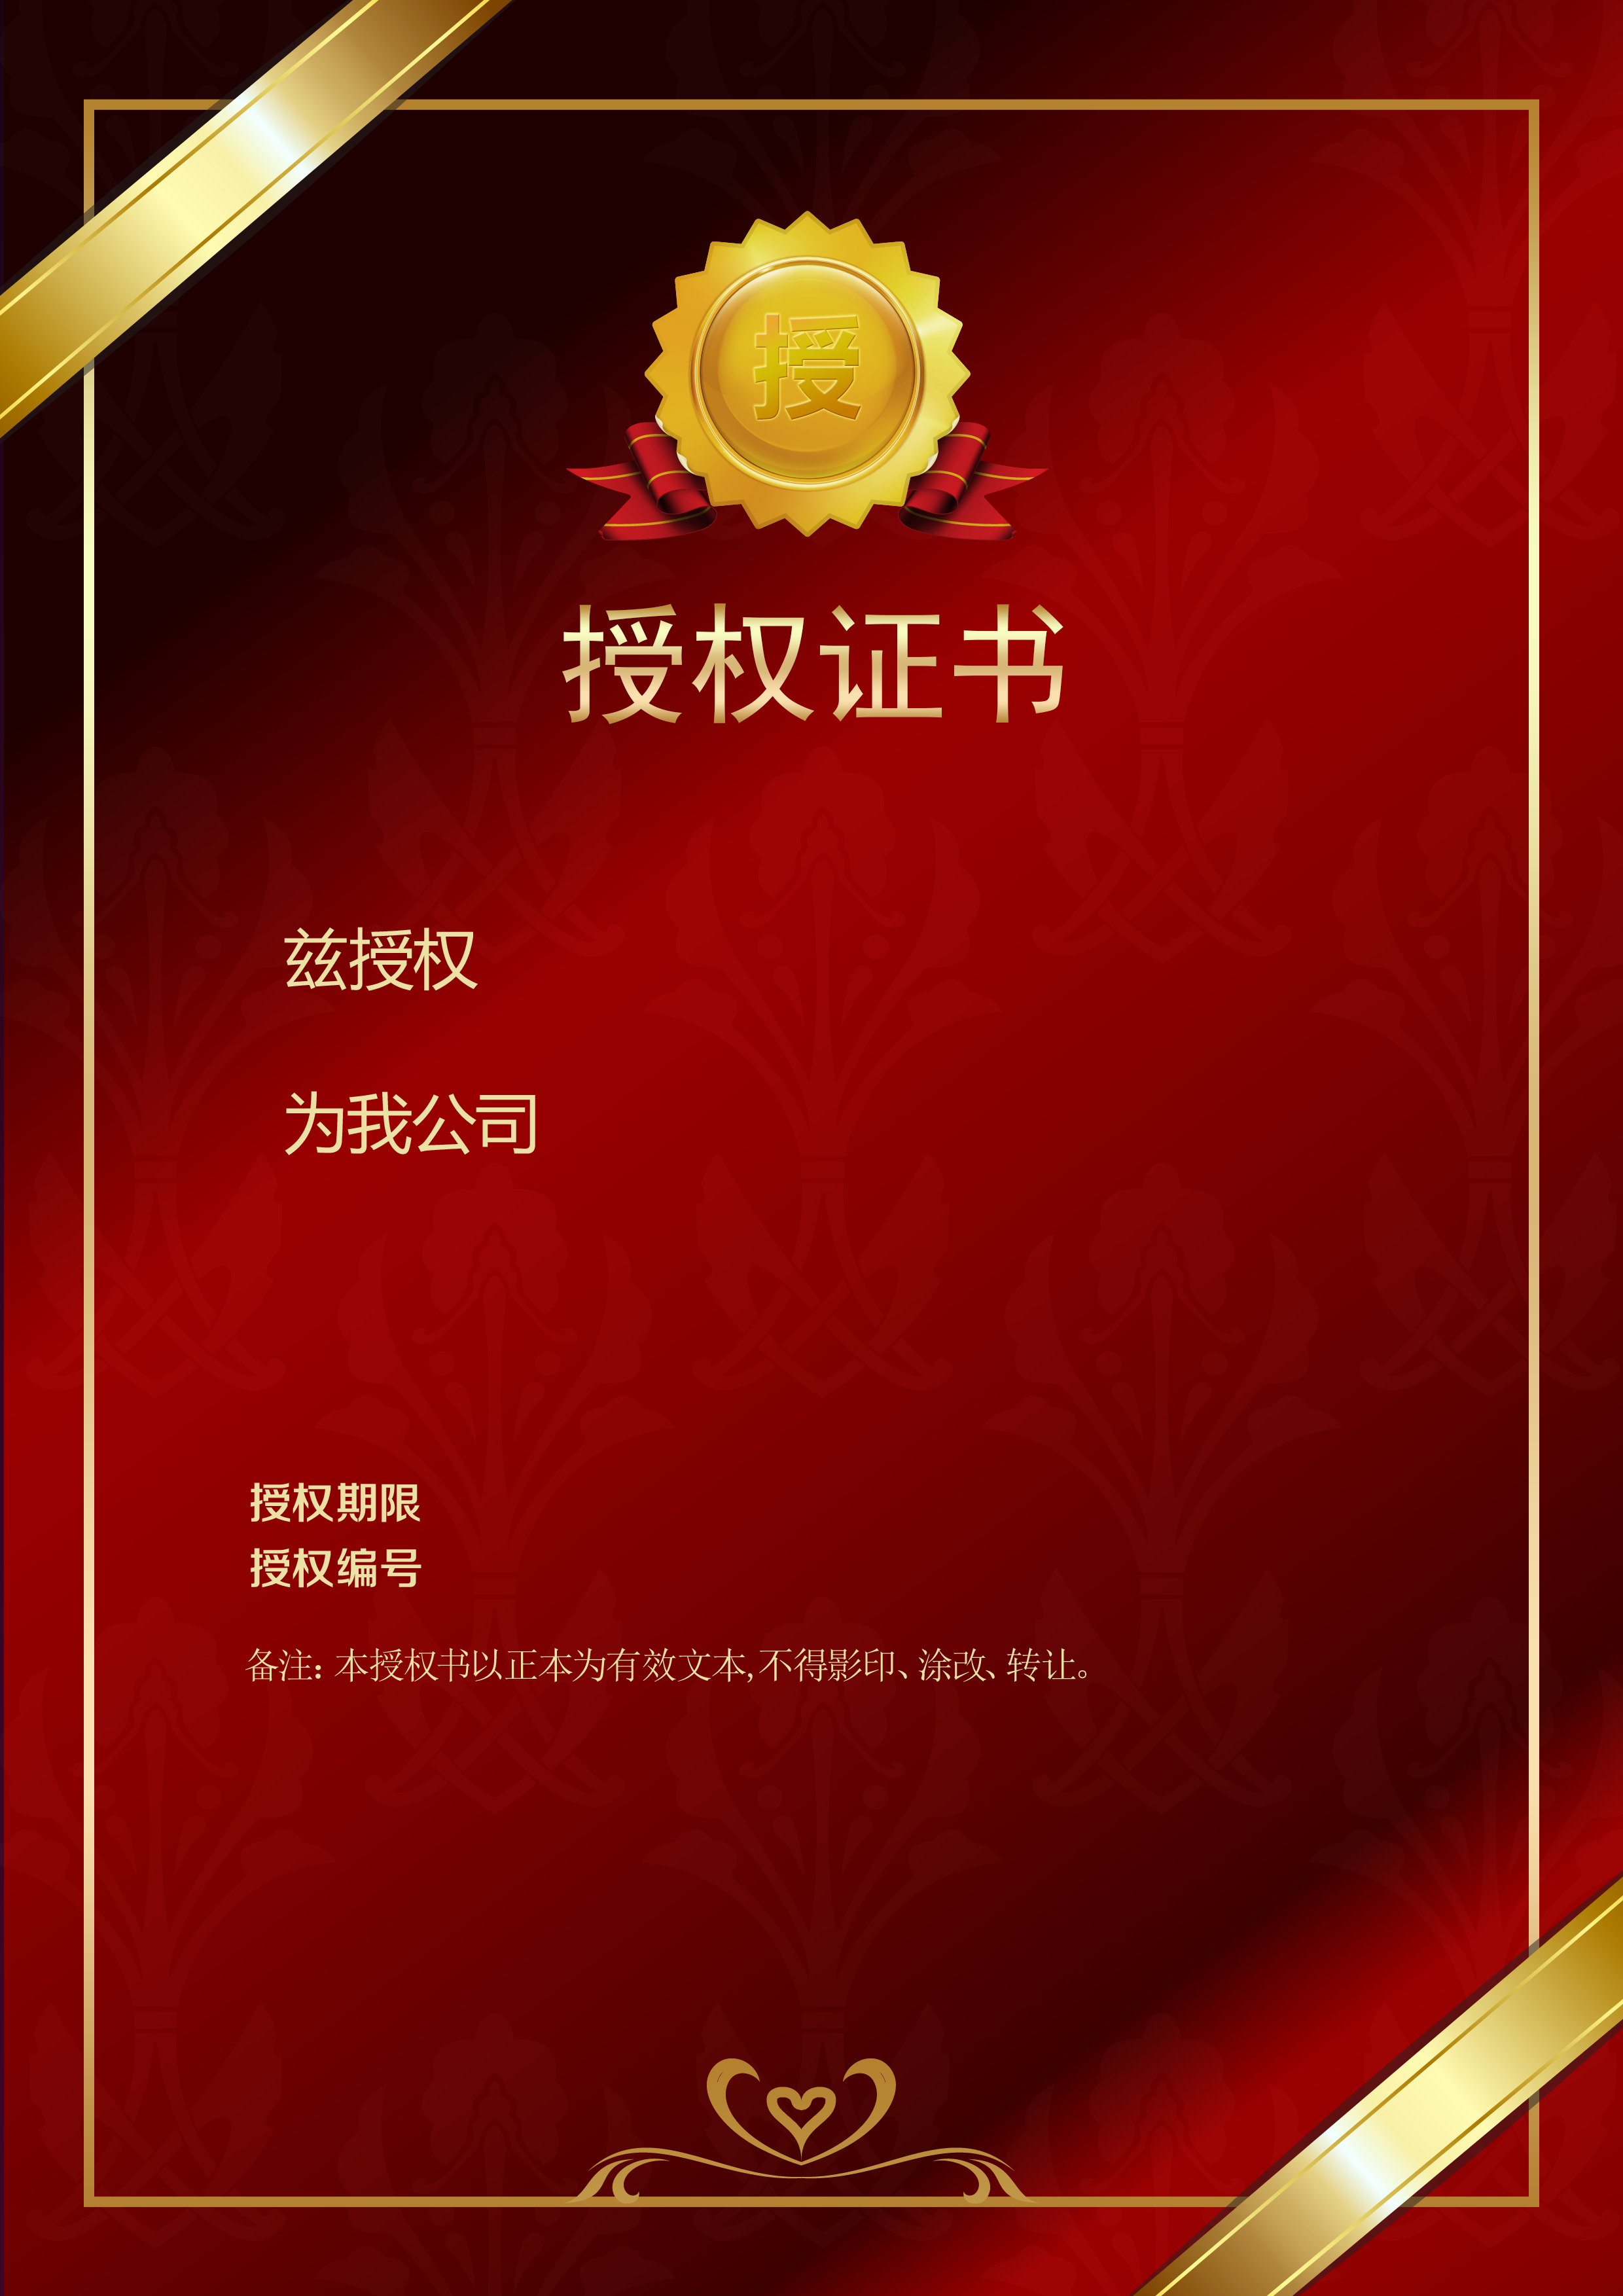 授
授权证书
兹授权
为我公司
授权期限
授权编号
备注:本授权书以正本为有效文本,不得影印、涂改、转让。